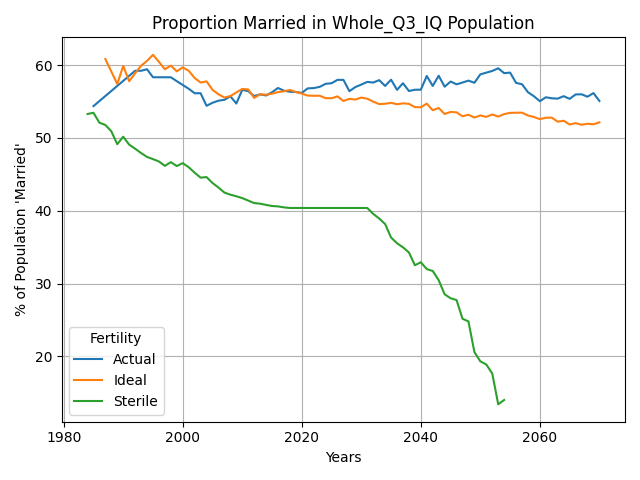 Proportion Married in Whole_Q3_IQ Population
% of Population 'Married'
60
50
40
30
20
Fertility
Actual
Ideal
Sterile
1980
2000
2020
2040
2060
Years